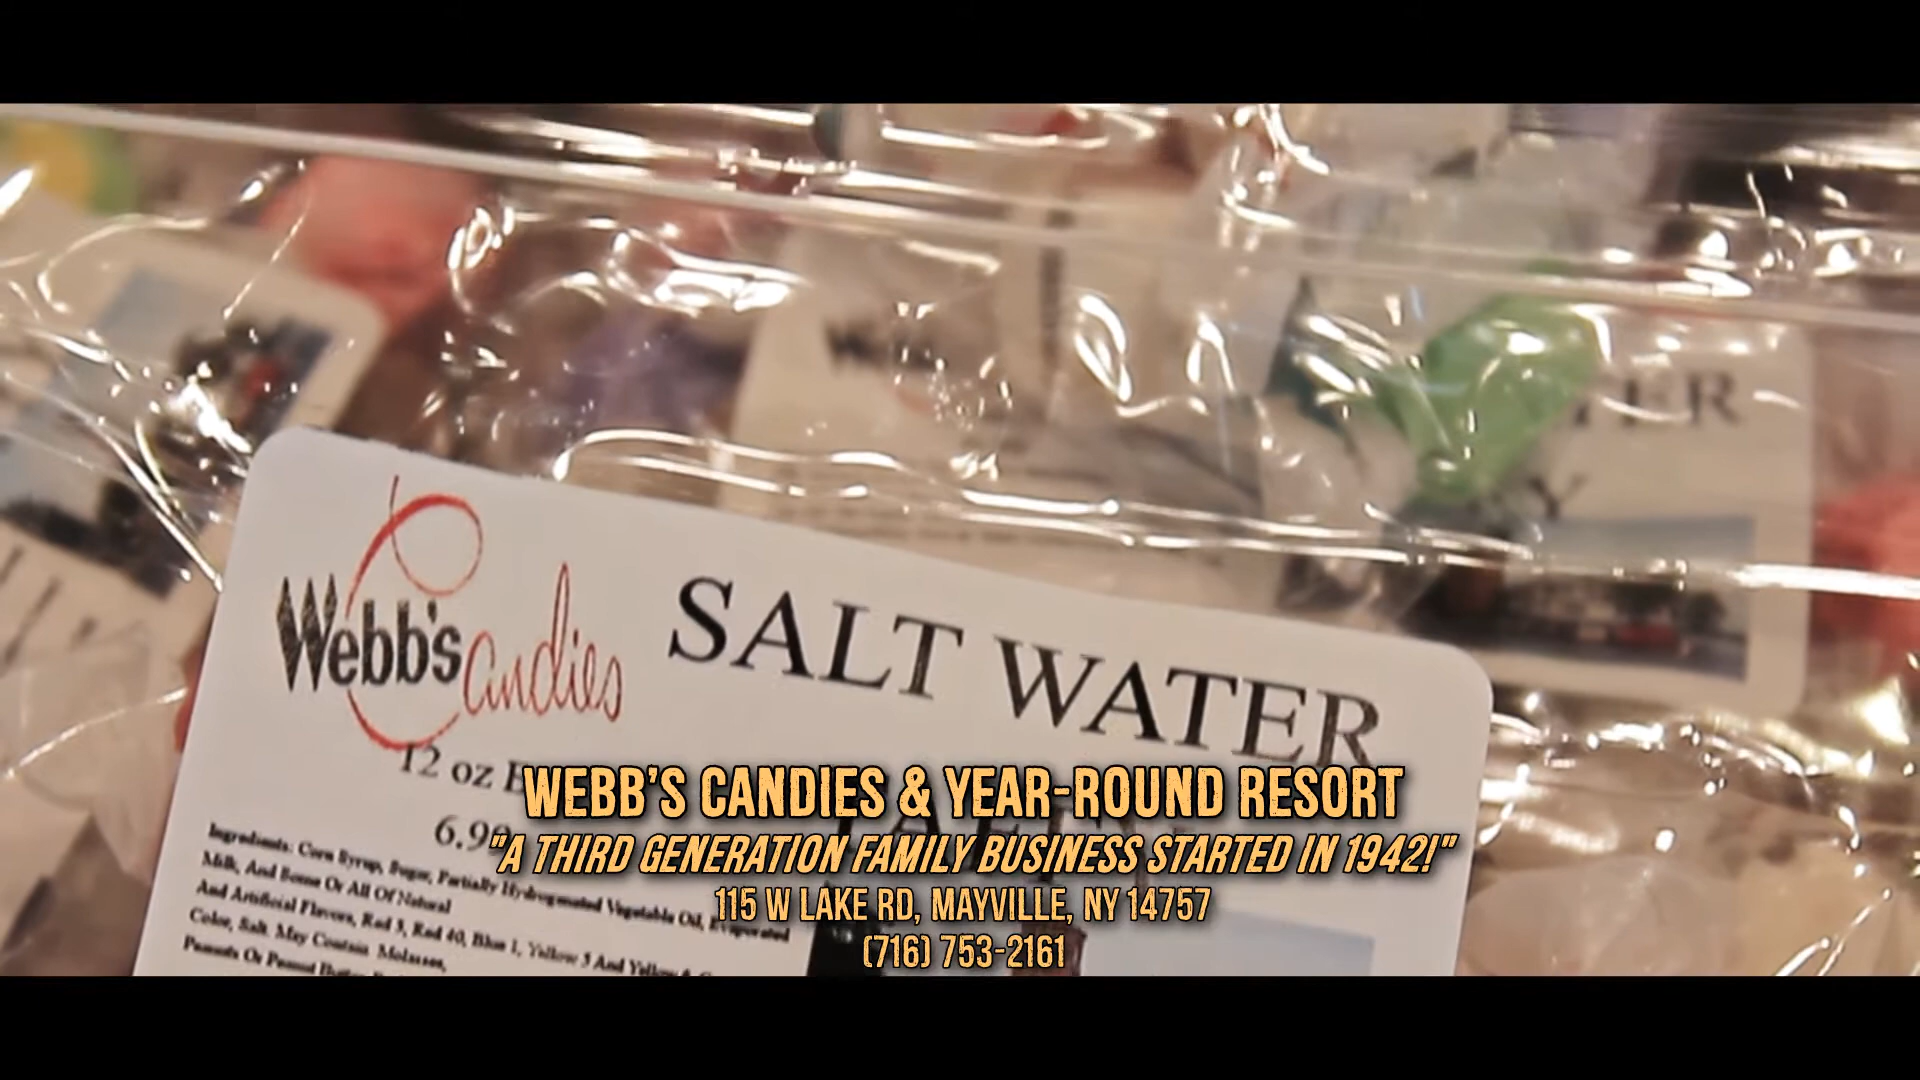 Webb's Candies
SALT WATER
12 oz
6.99
Ingredients: Corn Syrup, Sugar, Partially Hydrogenated Vegetable Oil, Evaporated
Milk, And Some Or All Of Natural
And Artificial Flavors, Red 3, Red 40, Blue 1, Yellow 5 And Yellow 6
Color, Salt. May Contain Molasses,
Peanuts Or Peanut Butter
WEBB'S CANDIES & YEAR-ROUND RESORT
"A THIRD GENERATION FAMILY BUSINESS STARTED IN 1942!"
115 W LAKE RD, MAYVILLE, NY 14757
(716) 753-2161